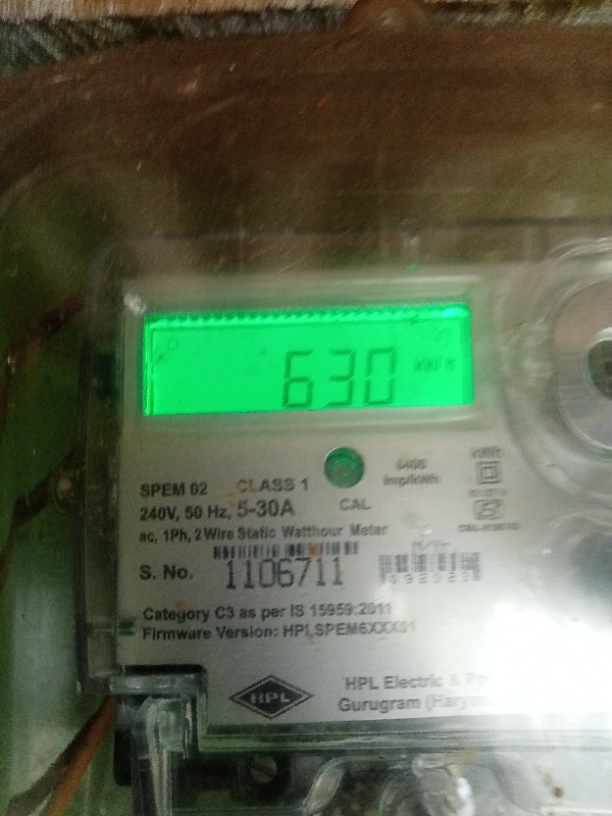 630 kWh
6400
imp/kWh
kWh
SPEM 02 CLASS 1
240V, 50 Hz, 5-30A
CAL
ac, 1Ph, 2 Wire Static Watthour Meter
S. No. 1106711
Category C3 as per IS 15959:2011
Firmware Version:
HPL
HPL Electric &
Gurugram